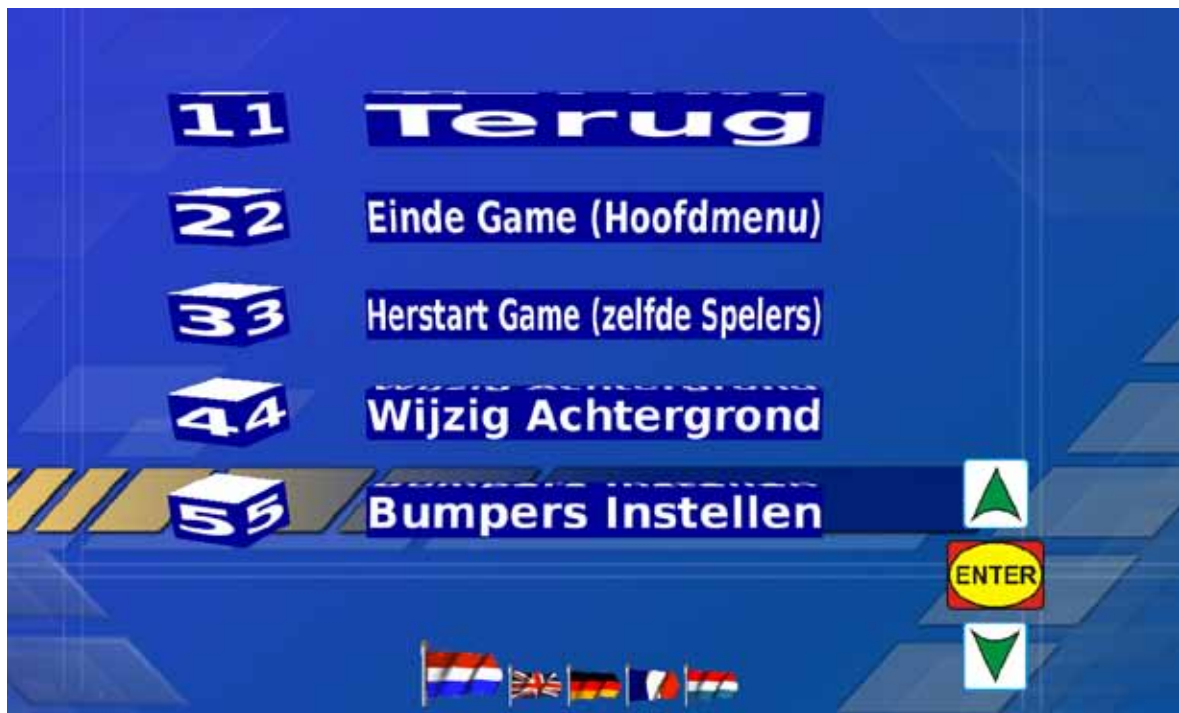 11 Terug
22 Einde Game (Hoofdmenu)
33 Herstart Game (zelfde Spelers)
44 Wijzig Achtergrond
55 Bumpers Instellen
ENTER